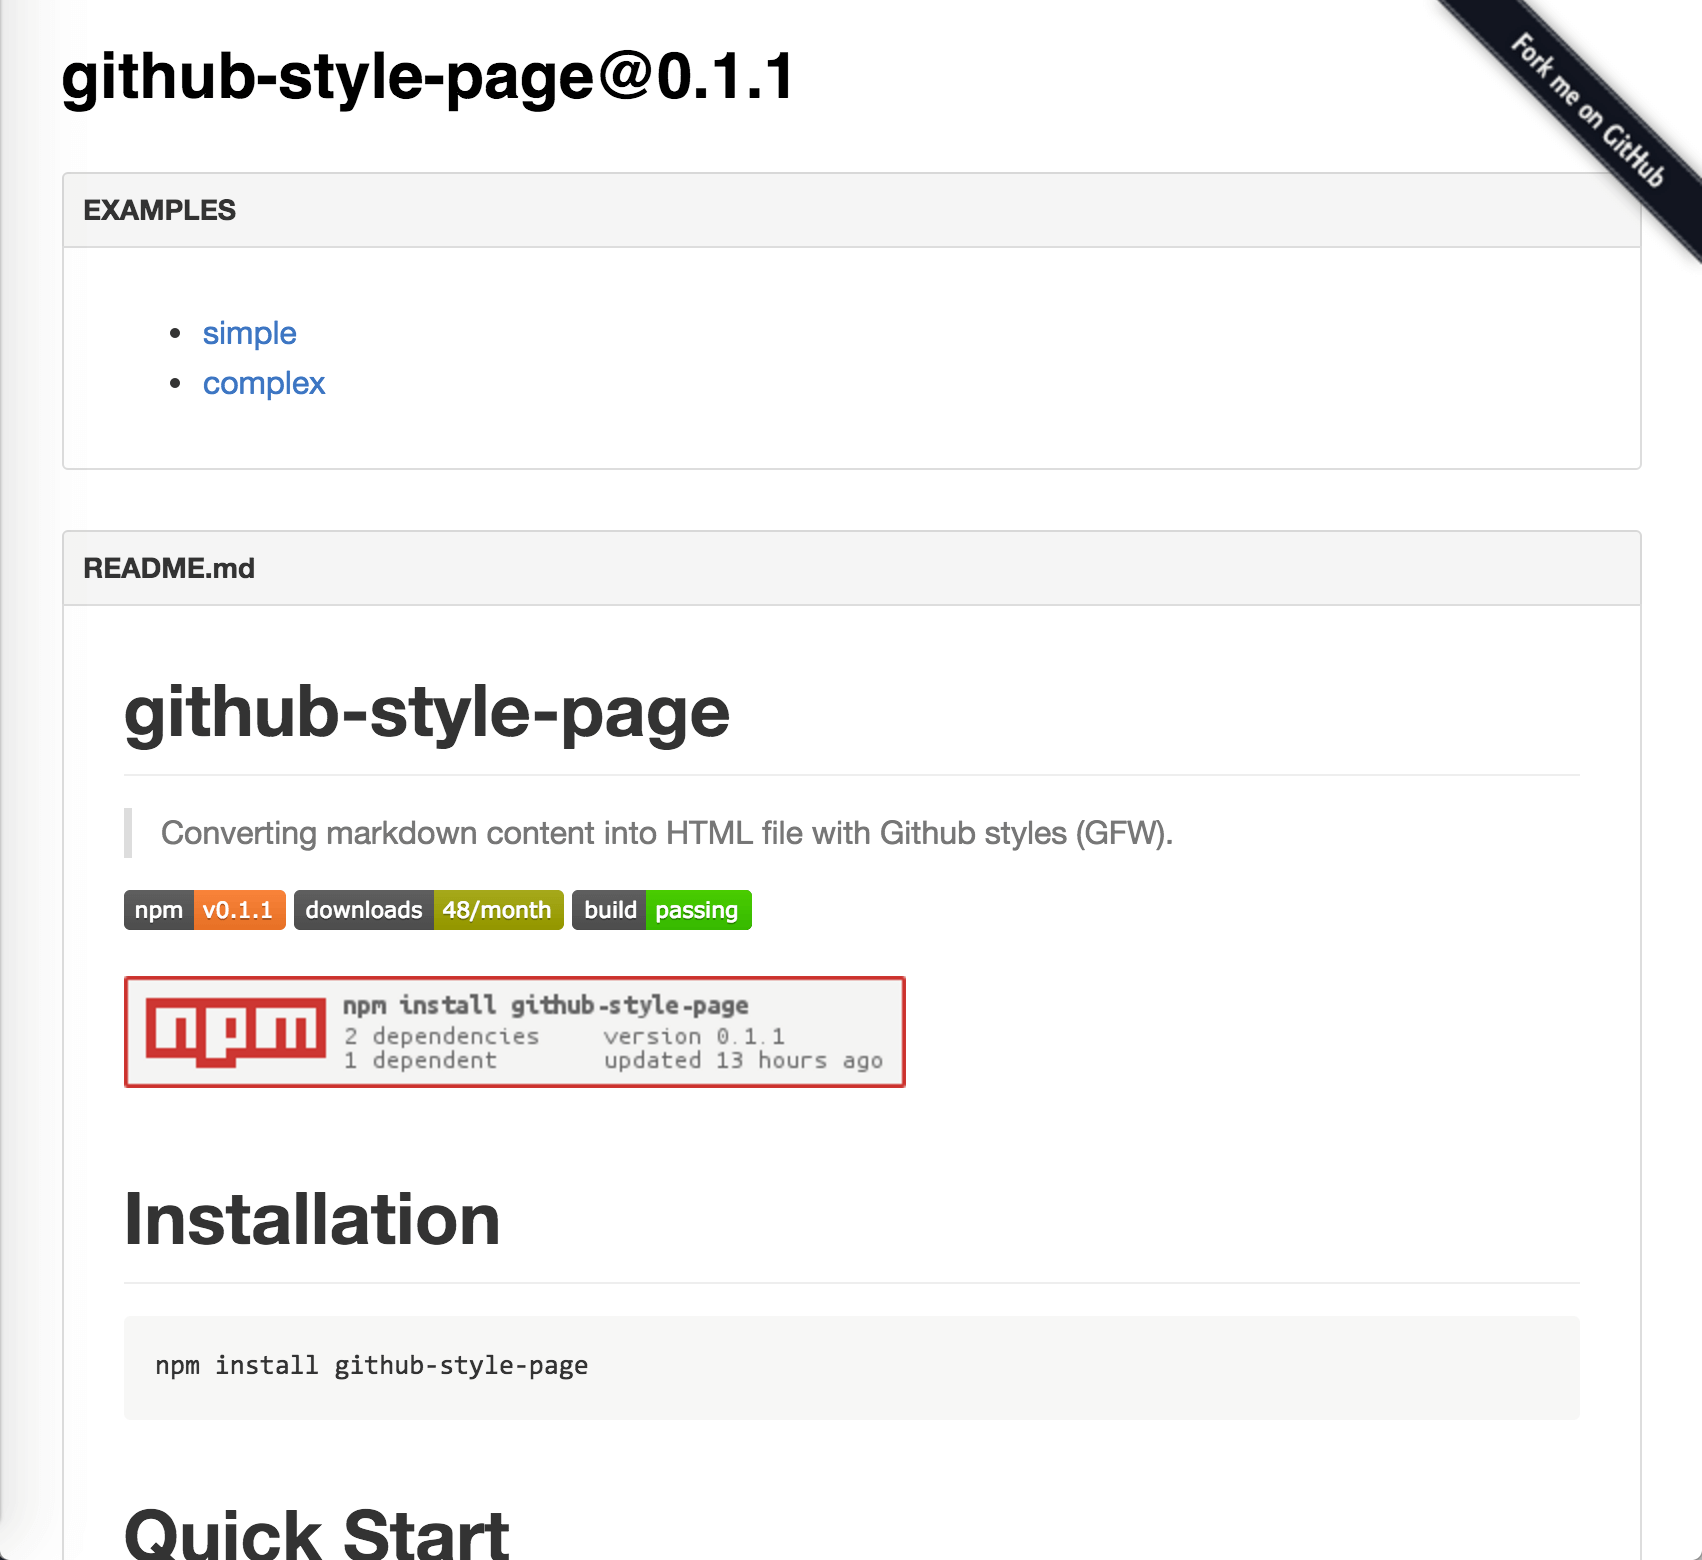 github-style-page@0.1.1
Fork me on GitHub
EXAMPLES
simple
complex
README.md
github-style-page
Converting markdown content into HTML file with Github styles (GFW).
npm v0.1.1 downloads 48/month build passing
npm npm install github-style-page
2 dependencies version 0.1.1
1 dependent updated 13 hours ago
Installation
npm install github-style-page
Quick Start